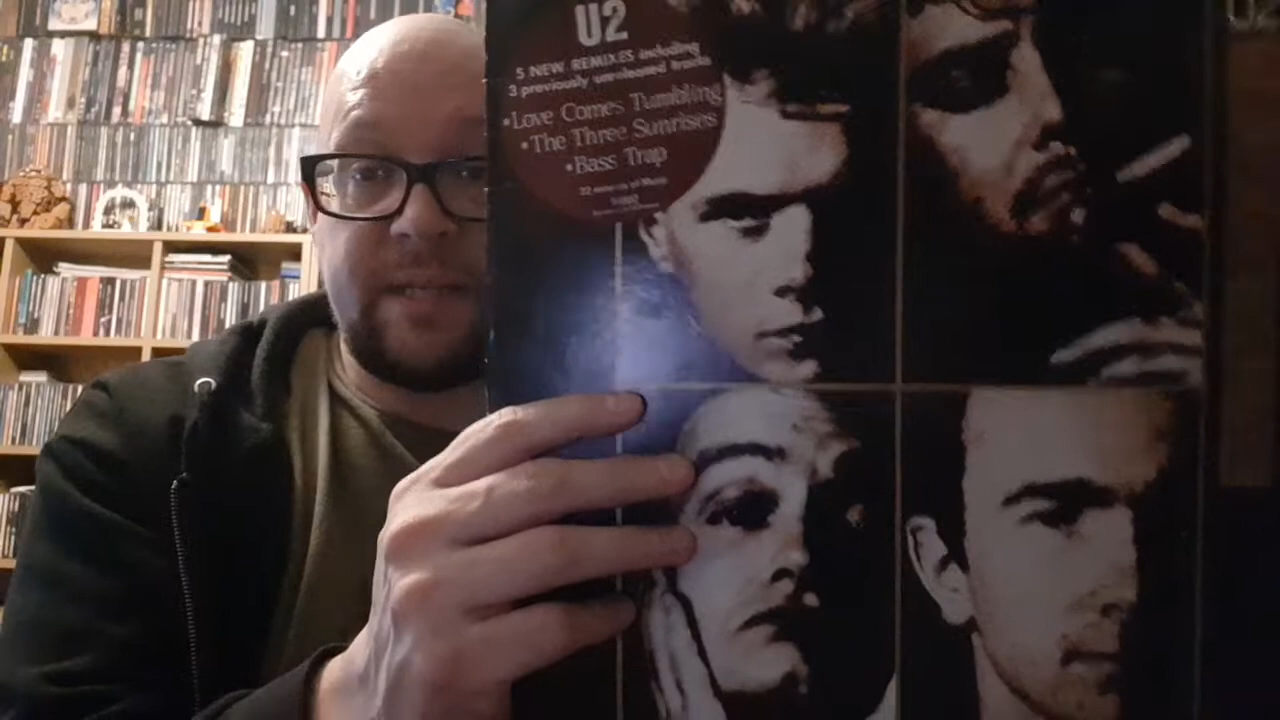 U2
5 NEW REMIXES including
3 previously unreleased tracks
•Love Comes Tumbling
•The Three Sunrises
•Bass Trap
22 minutes of Music